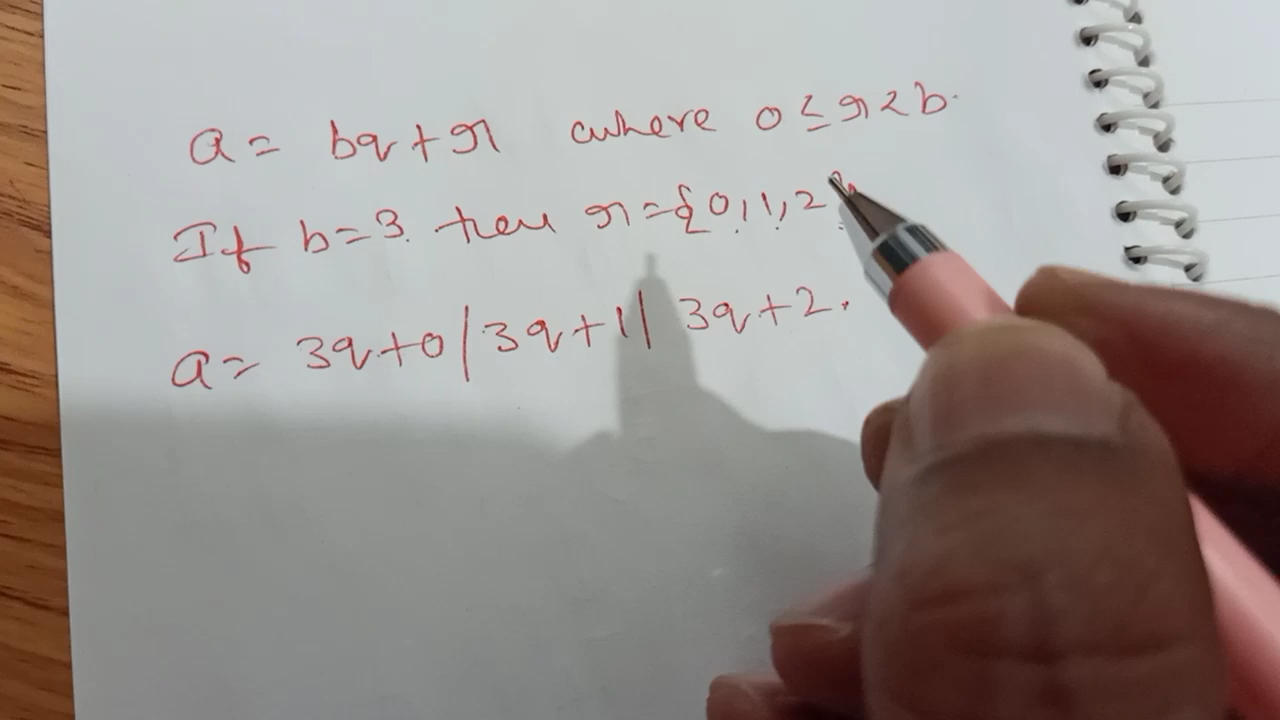 a = bq + r where 0 ≤ r < b.
If b = 3. then r = {0, 1, 2}
a = 3q + 0 / 3q + 1 | 3q + 2.